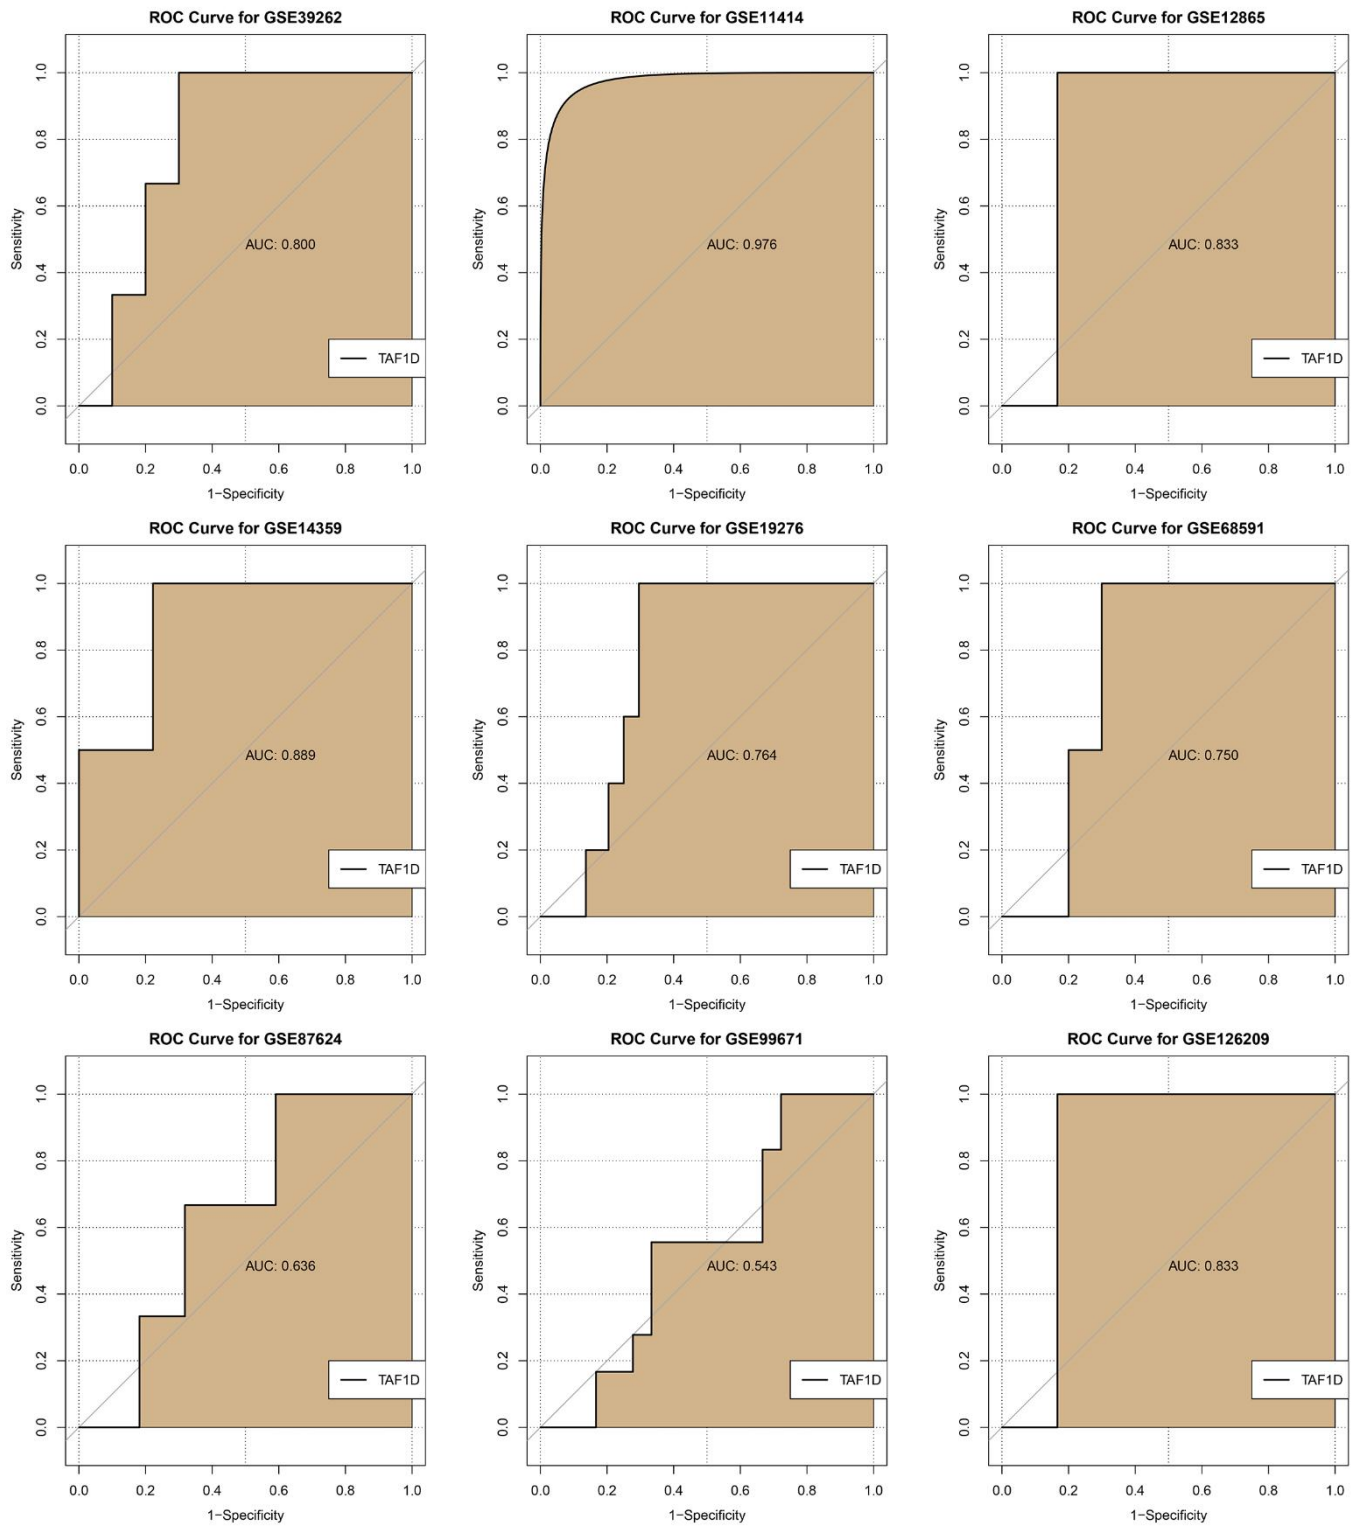 ROC Curve for GSE39262
Sensitivity
0.0 0.2 0.4 0.6 0.8 1.0
AUC: 0.800
TAF1D
0.0 0.2 0.4 0.6 0.8 1.0
1−Specificity
ROC Curve for GSE11414
Sensitivity
0.0 0.2 0.4 0.6 0.8 1.0
AUC: 0.976
0.0 0.2 0.4 0.6 0.8 1.0
1−Specificity
ROC Curve for GSE12865
Sensitivity
0.0 0.2 0.4 0.6 0.8 1.0
AUC: 0.833
TAF1D
0.0 0.2 0.4 0.6 0.8 1.0
1−Specificity
ROC Curve for GSE14359
Sensitivity
0.0 0.2 0.4 0.6 0.8 1.0
AUC: 0.889
TAF1D
0.0 0.2 0.4 0.6 0.8 1.0
1−Specificity
ROC Curve for GSE19276
Sensitivity
0.0 0.2 0.4 0.6 0.8 1.0
AUC: 0.764
TAF1D
0.0 0.2 0.4 0.6 0.8 1.0
1−Specificity
ROC Curve for GSE68591
Sensitivity
0.0 0.2 0.4 0.6 0.8 1.0
AUC: 0.750
TAF1D
0.0 0.2 0.4 0.6 0.8 1.0
1−Specificity
ROC Curve for GSE87624
Sensitivity
0.0 0.2 0.4 0.6 0.8 1.0
AUC: 0.636
TAF1D
0.0 0.2 0.4 0.6 0.8 1.0
1−Specificity
ROC Curve for GSE99671
Sensitivity
0.0 0.2 0.4 0.6 0.8 1.0
AUC: 0.543
TAF1D
0.0 0.2 0.4 0.6 0.8 1.0
1−Specificity
ROC Curve for GSE126209
Sensitivity
0.0 0.2 0.4 0.6 0.8 1.0
AUC: 0.833
TAF1D
0.0 0.2 0.4 0.6 0.8 1.0
1−Specificity